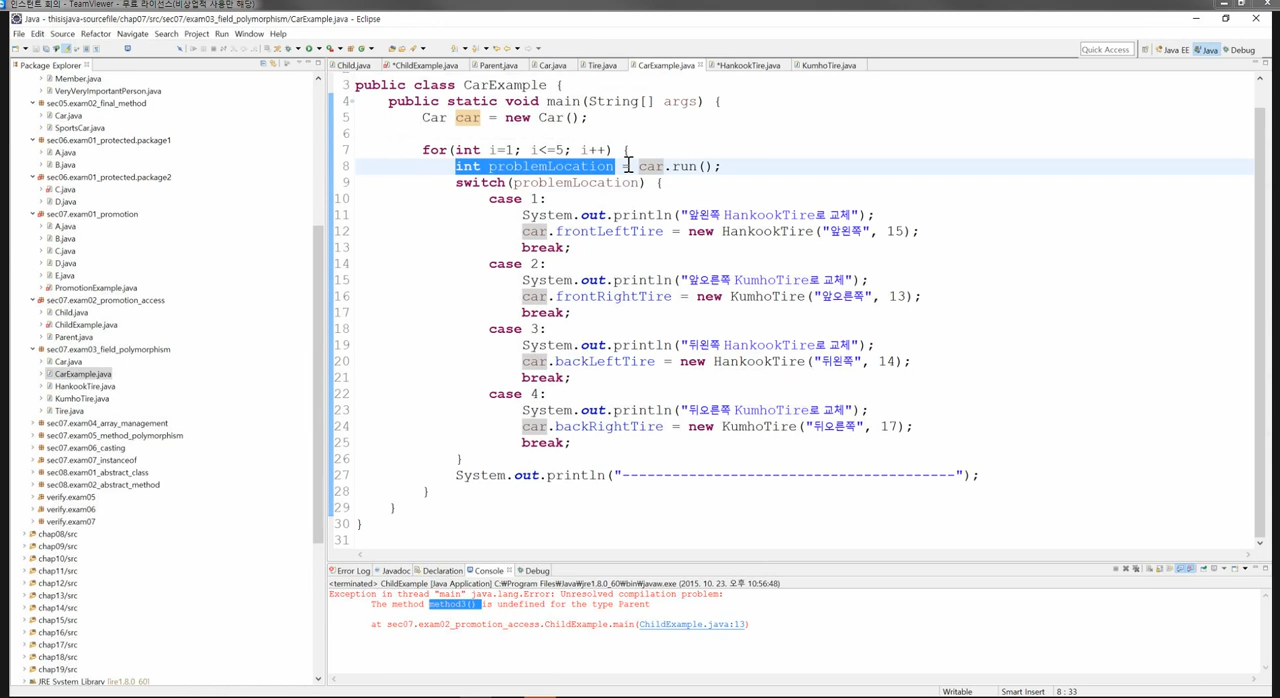 인스턴트 회의 - TeamViewer - 무료 라이선스(비상업적 사용만 해당)
Java - thisisjava-sourcefile/chap07/src/sec07/exam03_field_polymorphism/CarExample.java - Eclipse
File Edit Source Refactor Navigate Search Project Run Window Help
Quick Access Java EE Java Debug
Package Explorer
Member.java
VeryVeryImportantPerson.java
sec05.exam02_final_method
Car.java
SportsCar.java
sec06.exam01_protected.package1
A.java
B.java
sec06.exam01_protected.package2
C.java
D.java
sec07.exam01_promotion
A.java
B.java
C.java
D.java
E.java
PromotionExample.java
sec07.exam02_promotion_access
Child.java
ChildExample.java
Parent.java
sec07.exam03_field_polymorphism
Car.java
CarExample.java
HankookTire.java
KumhoTire.java
Tire.java
sec07.exam04_array_management
sec07.exam05_method_polymorphism
sec07.exam06_casting
sec07.exam07_instanceof
sec08.exam01_abstract_class
sec08.exam02_abstract_method
verify.exam05
verify.exam06
verify.exam07
chap08/src
chap09/src
chap10/src
chap11/src
chap12/src
chap13/src
chap14/src
chap15/src
chap16/src
chap17/src
chap18/src
chap19/src
JRE System Library [jre1.8.0_60]
Child.java *ChildExample.java Parent.java Car.java Tire.java CarExample.java *HankookTire.java KumhoTire.java
3 public class CarExample {
4 public static void main(String[] args) {
5 Car car = new Car();
6
7 for(int i=1; i<=5; i++) {
8 int problemLocation = car.run();
9 switch(problemLocation) {
10 case 1:
11 System.out.println("앞왼쪽 HankookTire로 교체");
12 car.frontLeftTire = new HankookTire("앞왼쪽", 15);
13 break;
14 case 2:
15 System.out.println("앞오른쪽 KumhoTire로 교체");
16 car.frontRightTire = new KumhoTire("앞오른쪽", 13);
17 break;
18 case 3:
19 System.out.println("뒤왼쪽 HankookTire로 교체");
20 car.backLeftTire = new HankookTire("뒤왼쪽", 14);
21 break;
22 case 4:
23 System.out.println("뒤오른쪽 KumhoTire로 교체");
24 car.backRightTire = new KumhoTire("뒤오른쪽", 17);
25 break;
26 }
27 System.out.println("----------------------------------------");
28 }
29 }
30 }
31
Error Log Javadoc Declaration Console Debug
<terminated> ChildExample [Java Application] C:₩Program Files₩Java₩jre1.8.0_60₩bin₩javaw.exe (2015. 10. 23. 오후 10:56:48)
Exception in thread "main" java.lang.Error: Unresolved compilation problem:
The method method3() is undefined for the type Parent
at sec07.exam02_promotion_access.ChildExample.main(ChildExample.java:13)
Writable Smart Insert 8 : 33